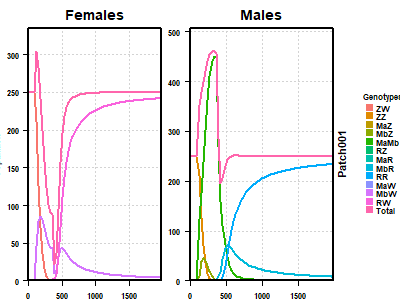 Females
Males
300
250
200
150
100
50
0
0
500
1000
1500
500
400
300
200
100
0
0
500
1000
1500
Patch001
Genotypes
ZW
ZZ
MaZ
MbZ
MaMb
RZ
MaR
MbR
RR
MaW
MbW
RW
Total